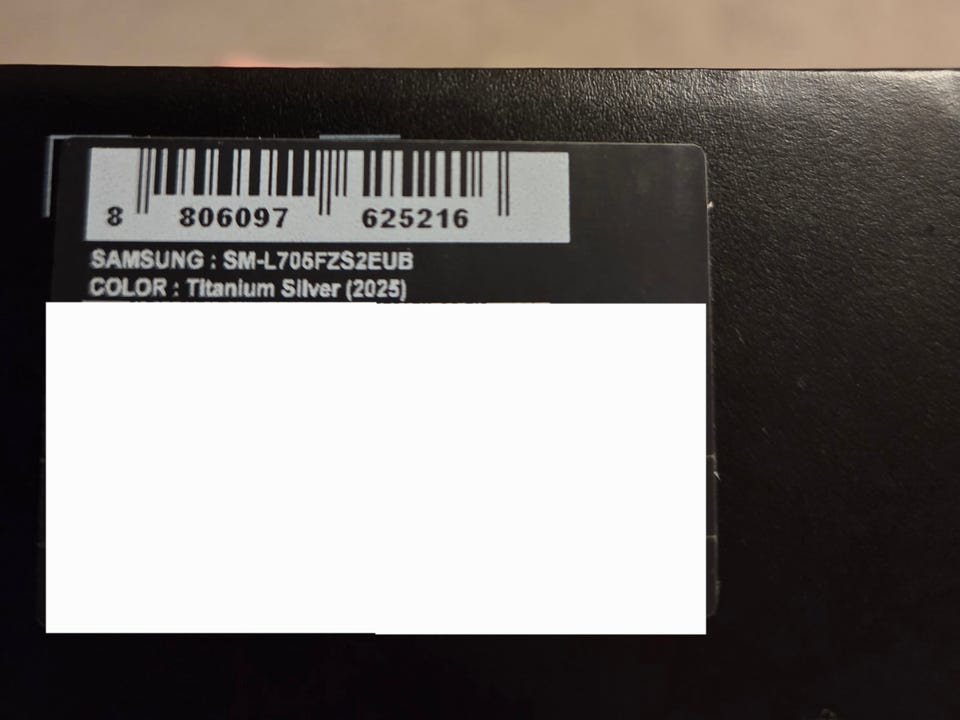 8 806097 625216
SAMSUNG : SM-L705FZS2EUB
COLOR : Titanium Silver (2025)